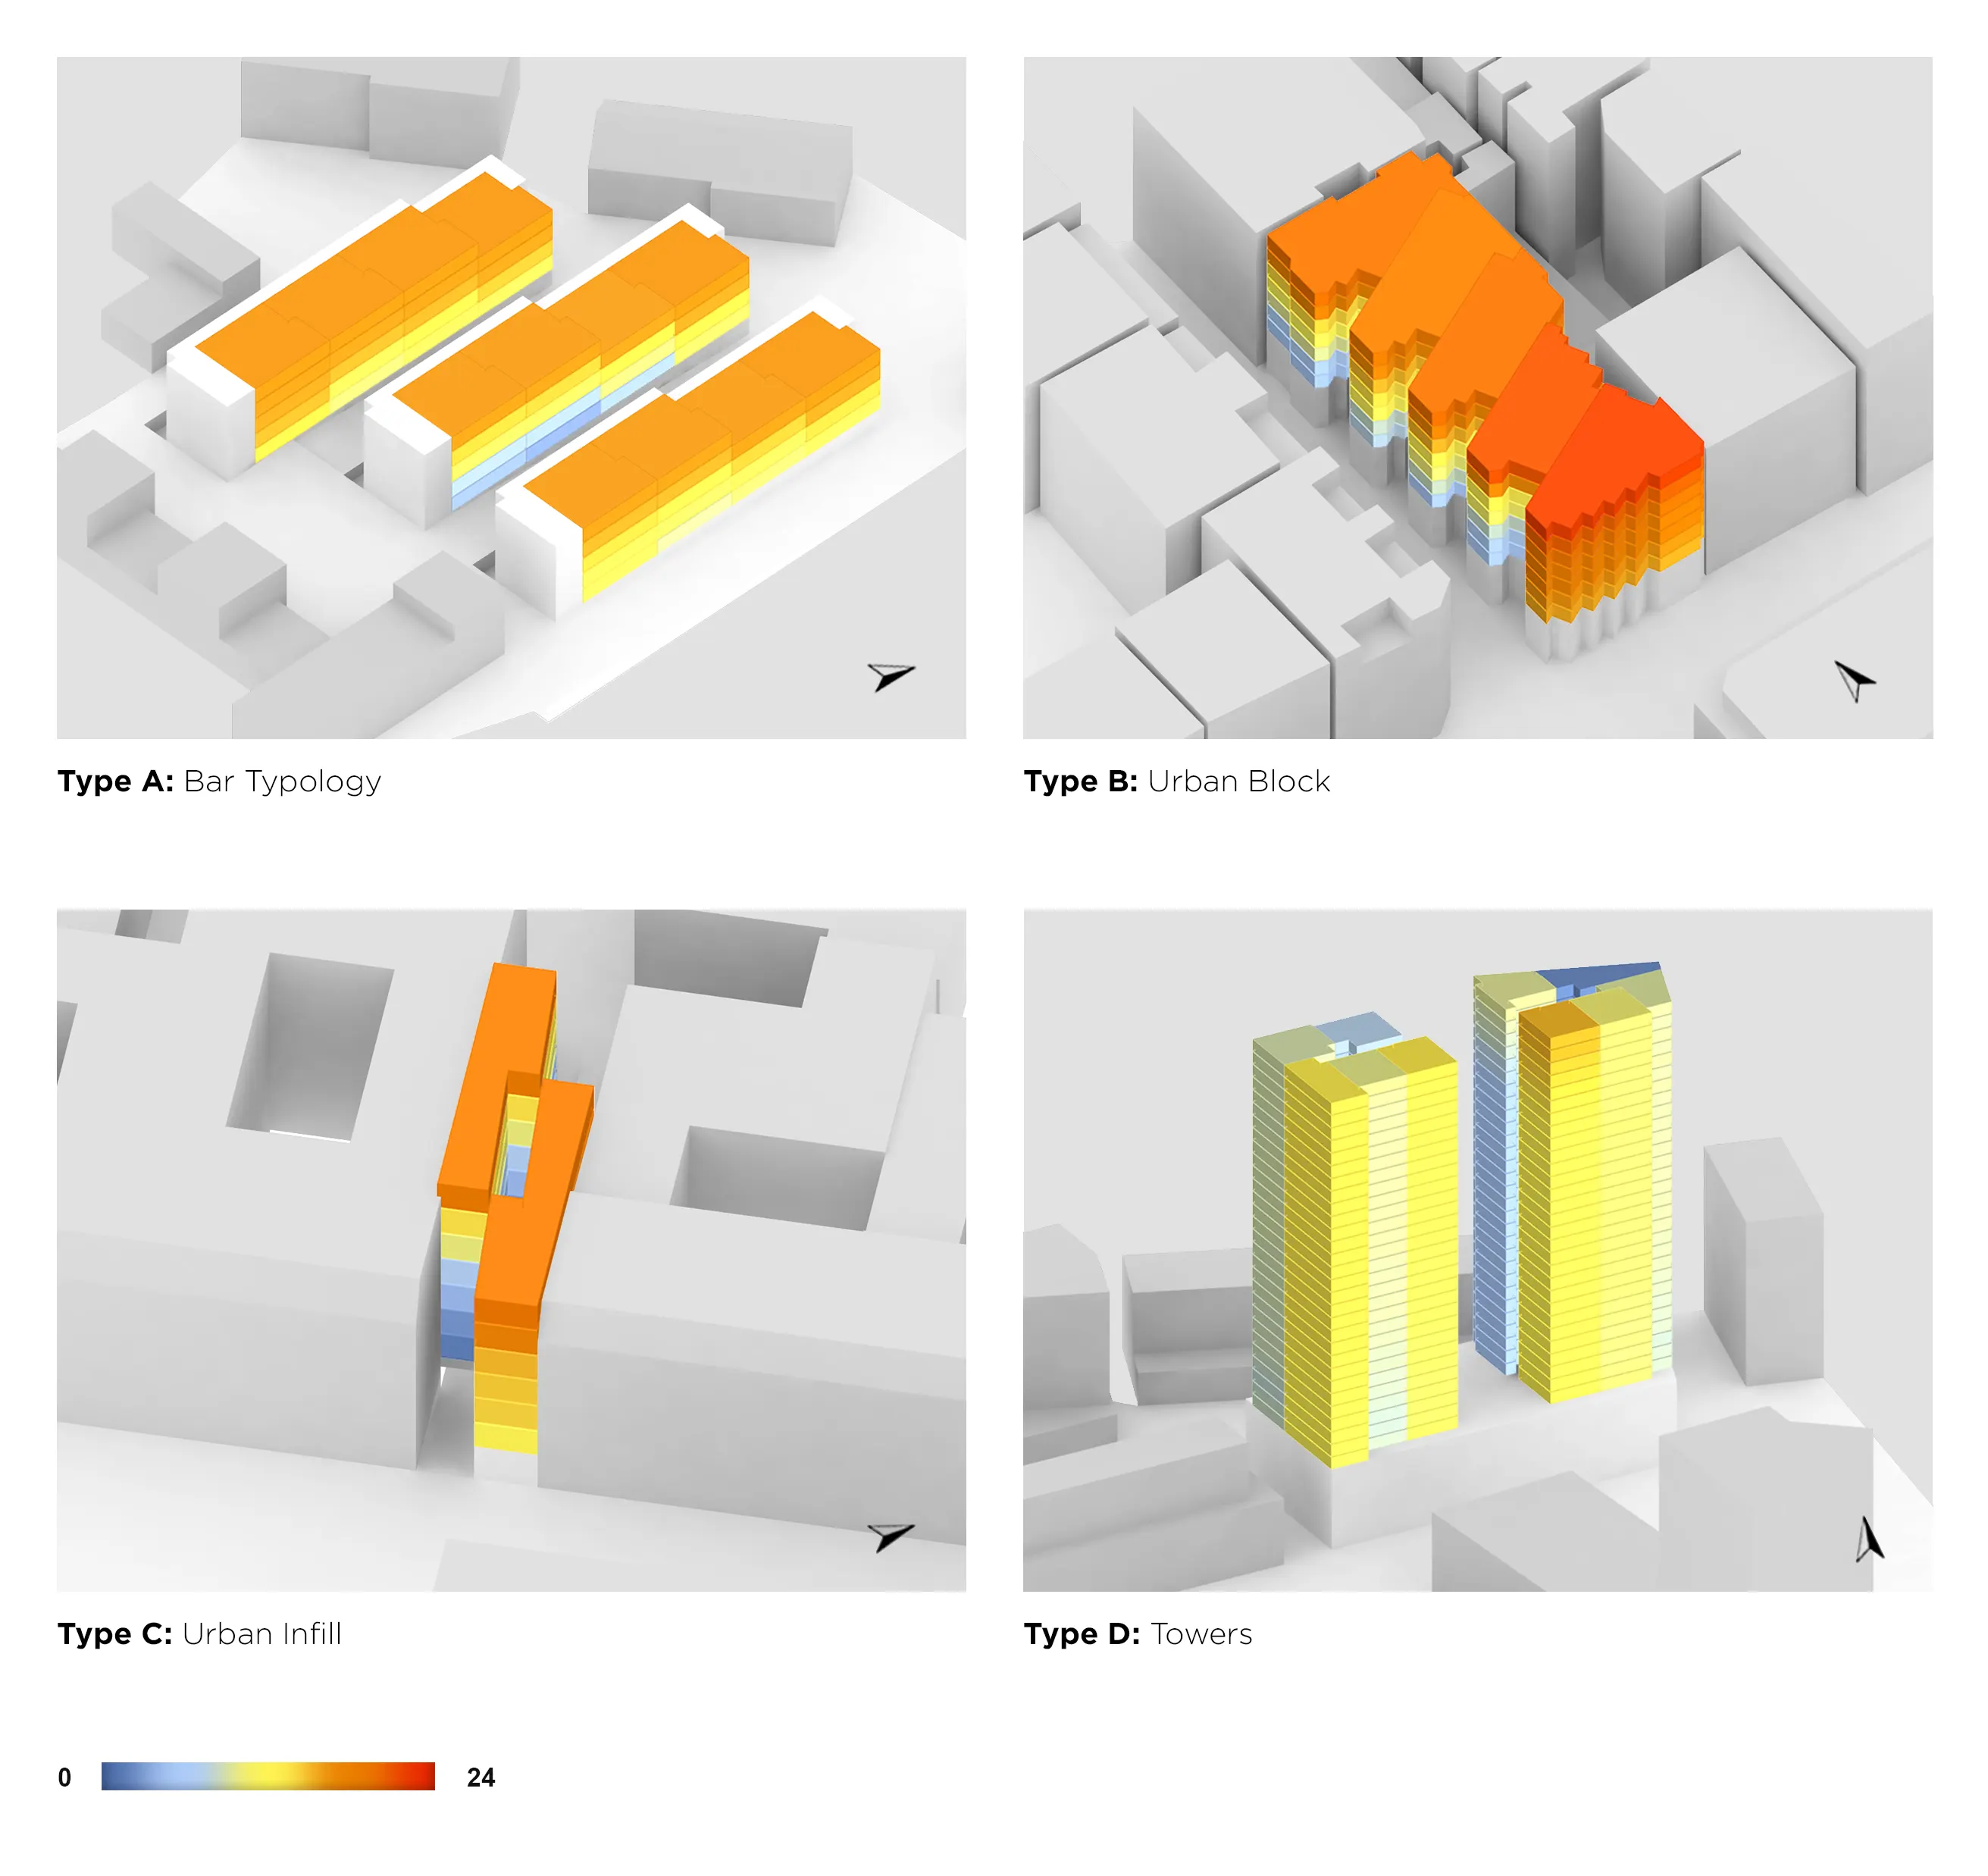 Type A: Bar Typology
Type B: Urban Block
Type C: Urban Infill
Type D: Towers
0
24